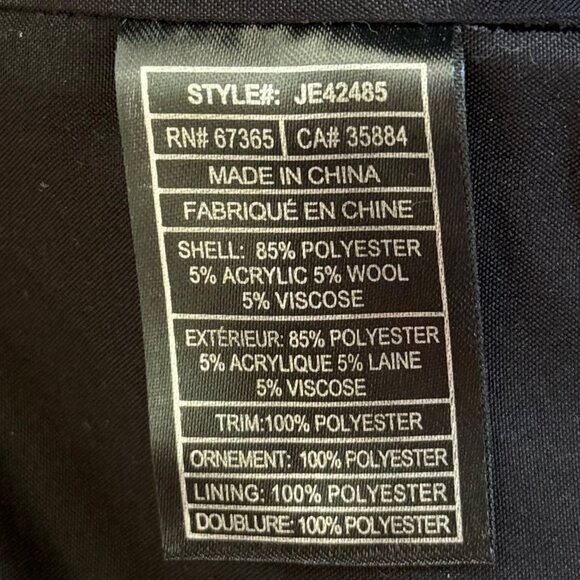 STYLE#: JE42485
RN# 67365 CA# 35884
MADE IN CHINA
FABRIQUÉ EN CHINE
SHELL: 85% POLYESTER
5% ACRYLIC 5% WOOL
5% VISCOSE
EXTÉRIEUR: 85% POLYESTER
5% ACRYLIQUE 5% LAINE
5% VISCOSE
TRIM:100% POLYESTER
ORNEMENT: 100% POLYESTER
LINING: 100% POLYESTER
DOUBLURE: 100% POLYESTER